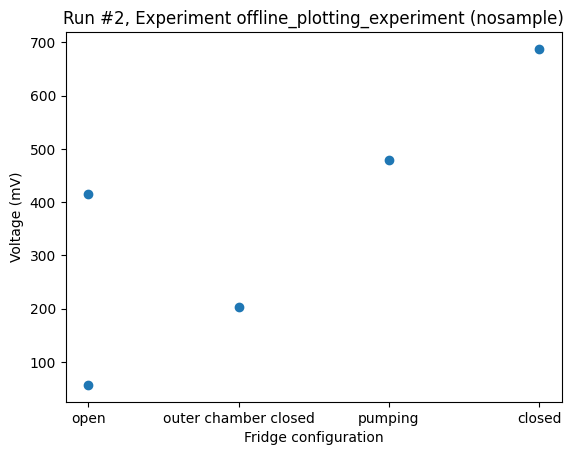 Run #2, Experiment offline_plotting_experiment (nosample)
700
600
500
400
300
200
100
Voltage (mV)
open outer chamber closed pumping closed
Fridge configuration